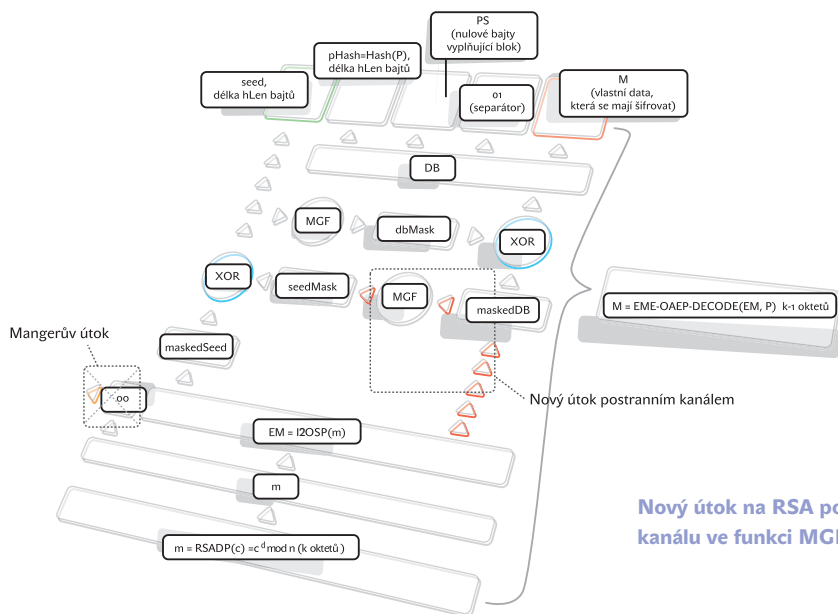 PS
(nulové bajty
vyplňující blok)
pHash=Hash(P),
délka hLen bajtů
seed,
délka hLen bajtů
M
(vlastní data,
která se mají šifrovat)
01
(separátor)
DB
MGF
dbMask
XOR
XOR
seedMask
MGF
maskedDB
M = EME-OAEP-DECODE(EM, P) k-1 oktetů
Mangerův útok
maskedSeed
00
Nový útok postranním kanálem
EM = I2OSP(m)
m
m = RSADP(c) =c d mod n (k oktetů )
Nový útok na RSA po
kanálu ve funkci MG